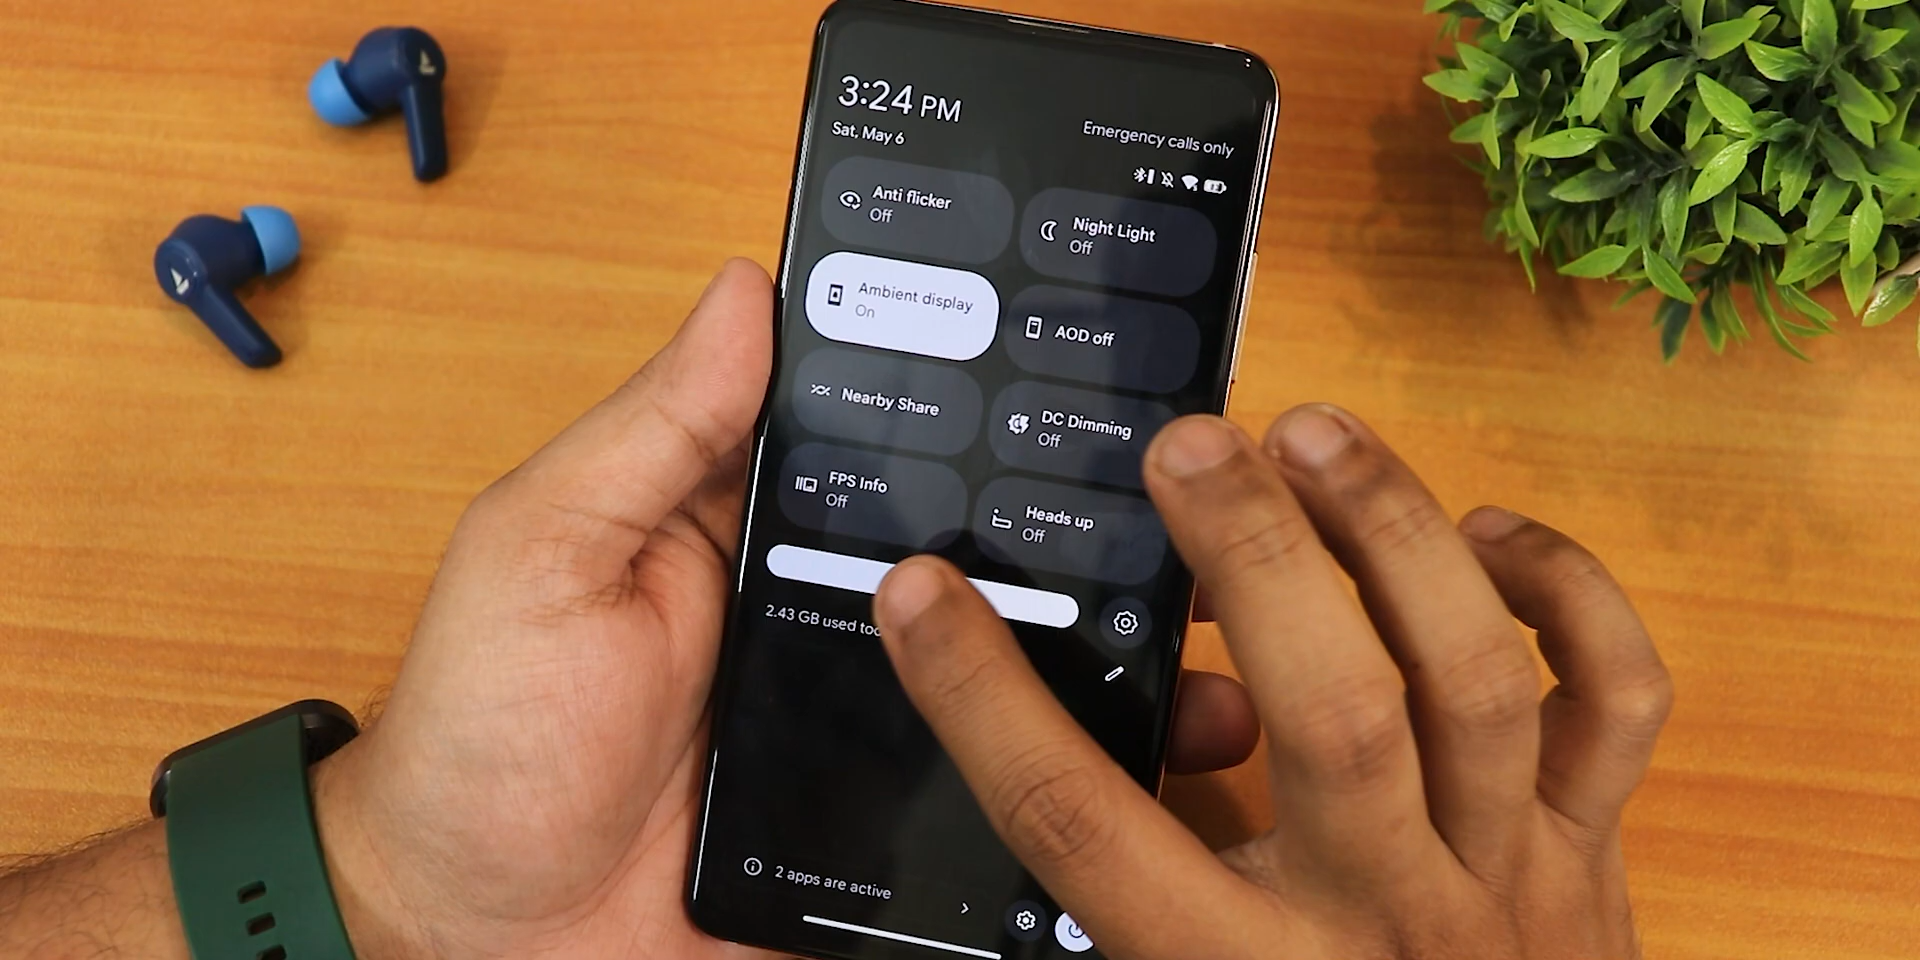 3:24 PM
Sat, May 6
Emergency calls only
Anti flicker
Off
Night Light
Off
Ambient display
On
AOD off
Nearby Share
DC Dimming
Off
FPS Info
Off
Heads up
Off
2.43 GB used
2 apps are active